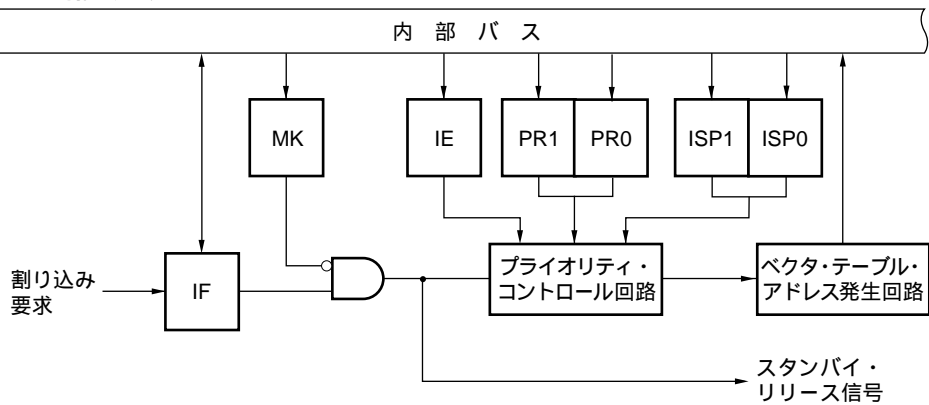 内 部 バ ス
MK
IE
PR1
PR0
ISP1
ISP0
割り込み
要求
IF
プライオリティ・
コントロール回路
ベクタ・テーブル・
アドレス発生回路
スタンバイ・
リリース信号